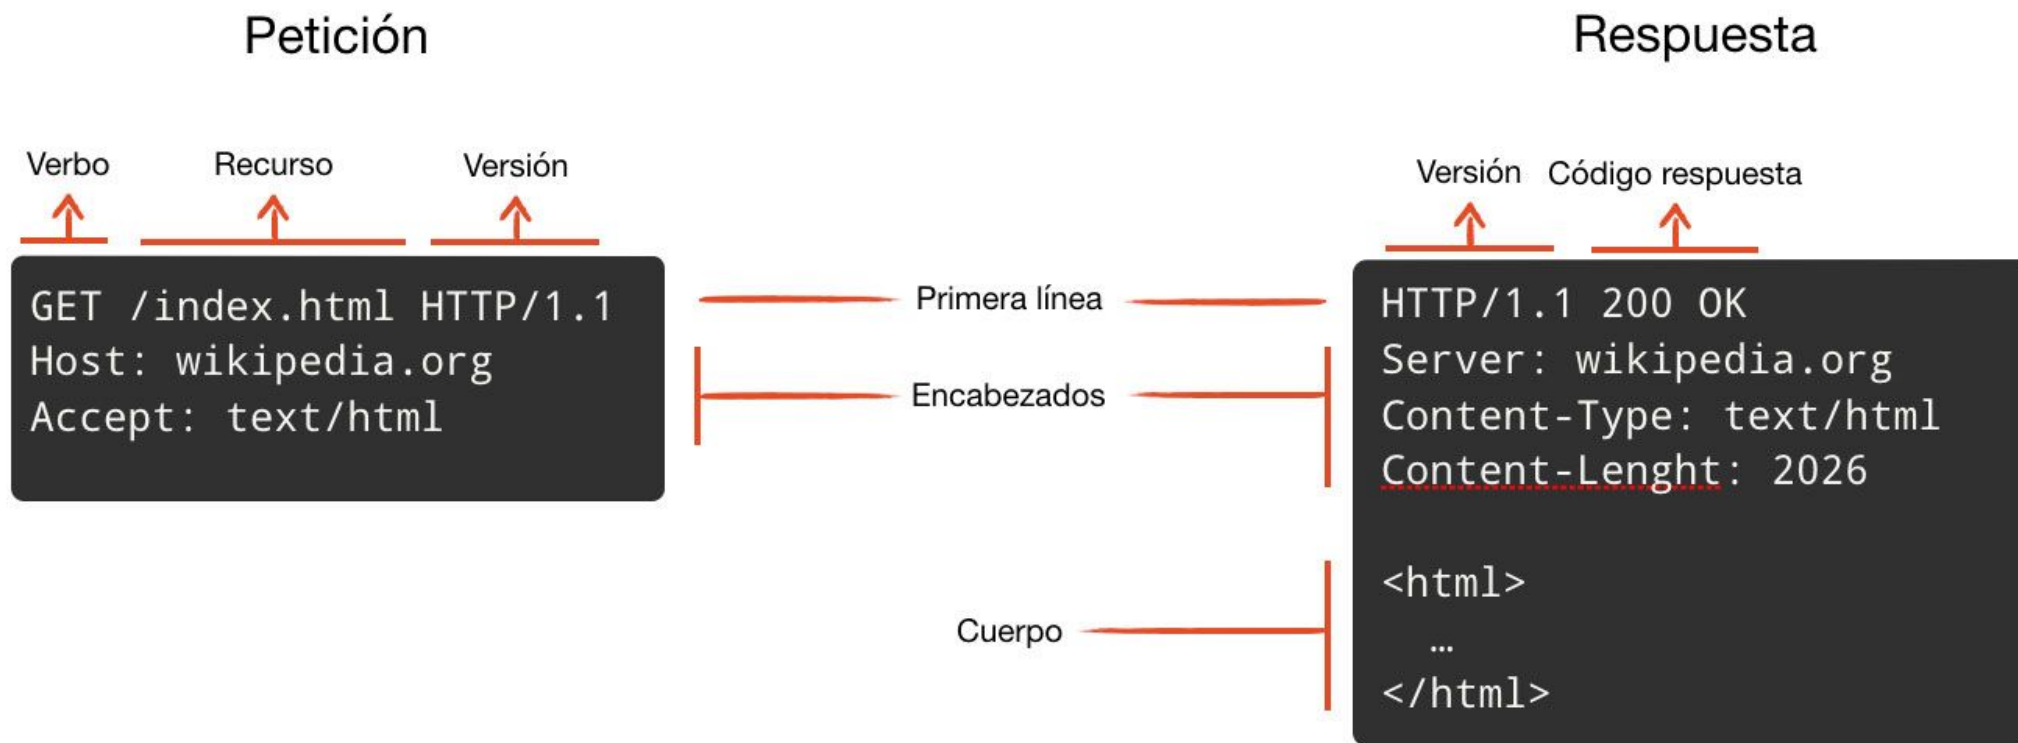 Petición
Respuesta
Verbo
Recurso
Versión
GET /index.html HTTP/1.1
Host: wikipedia.org
Accept: text/html
Primera línea
Encabezados
Cuerpo
Versión
Código respuesta
HTTP/1.1 200 OK
Server: wikipedia.org
Content-Type: text/html
Content-Lenght: 2026
<html>
…
</html>